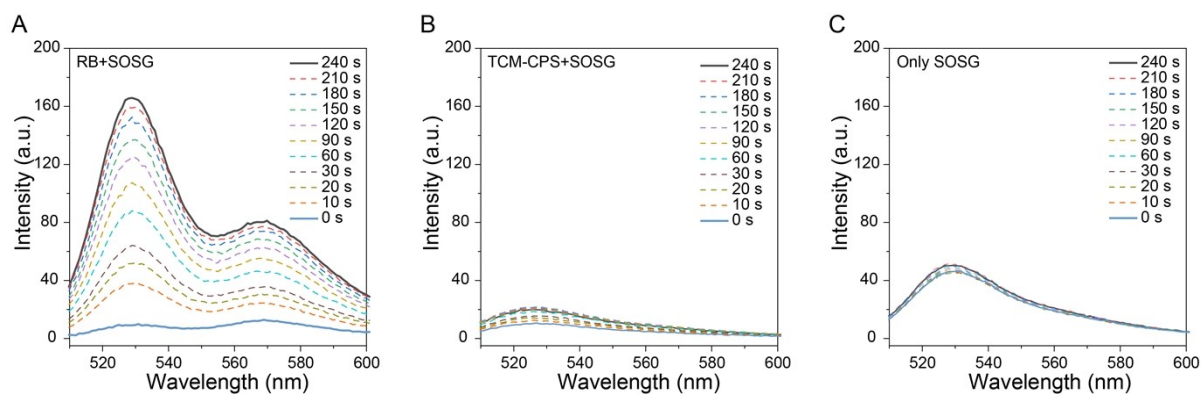 A
RB+SOSG
Intensity (a.u.)
200
160
120
80
40
0
240 s
210 s
180 s
150 s
120 s
90 s
60 s
30 s
20 s
10 s
0 s
520 540 560 580 600
Wavelength (nm)
B
TCM-CPS+SOSG
Intensity (a.u.)
200
160
120
80
40
0
240 s
210 s
180 s
150 s
120 s
90 s
60 s
30 s
20 s
10 s
0 s
520 540 560 580 600
Wavelength (nm)
C
Only SOSG
Intensity (a.u.)
200
160
120
80
40
0
240 s
210 s
180 s
150 s
120 s
90 s
60 s
30 s
20 s
10 s
0 s
520 540 560 580 600
Wavelength (nm)